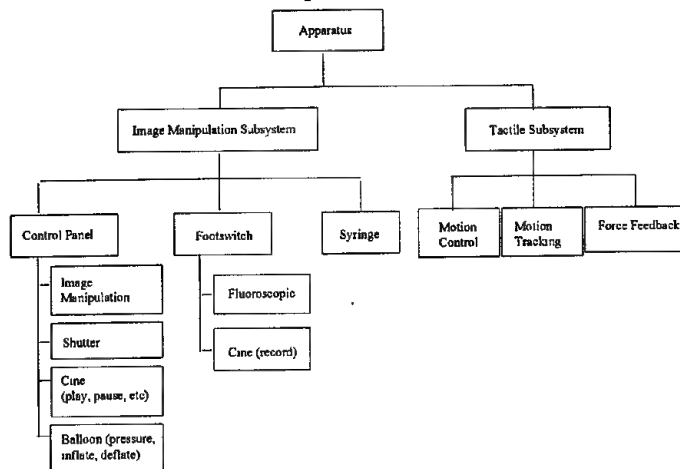 Apparatus
Image Manipulation Subsystem
Tactile Subsystem
Control Panel
Footswitch
Syringe
Motion
Control
Motion
Tracking
Force Feedback
Image
Manipulation
Shutter
Cine
(play, pause, etc)
Balloon (pressure,
inflate, deflate)
Fluoroscopic
Cine (record)